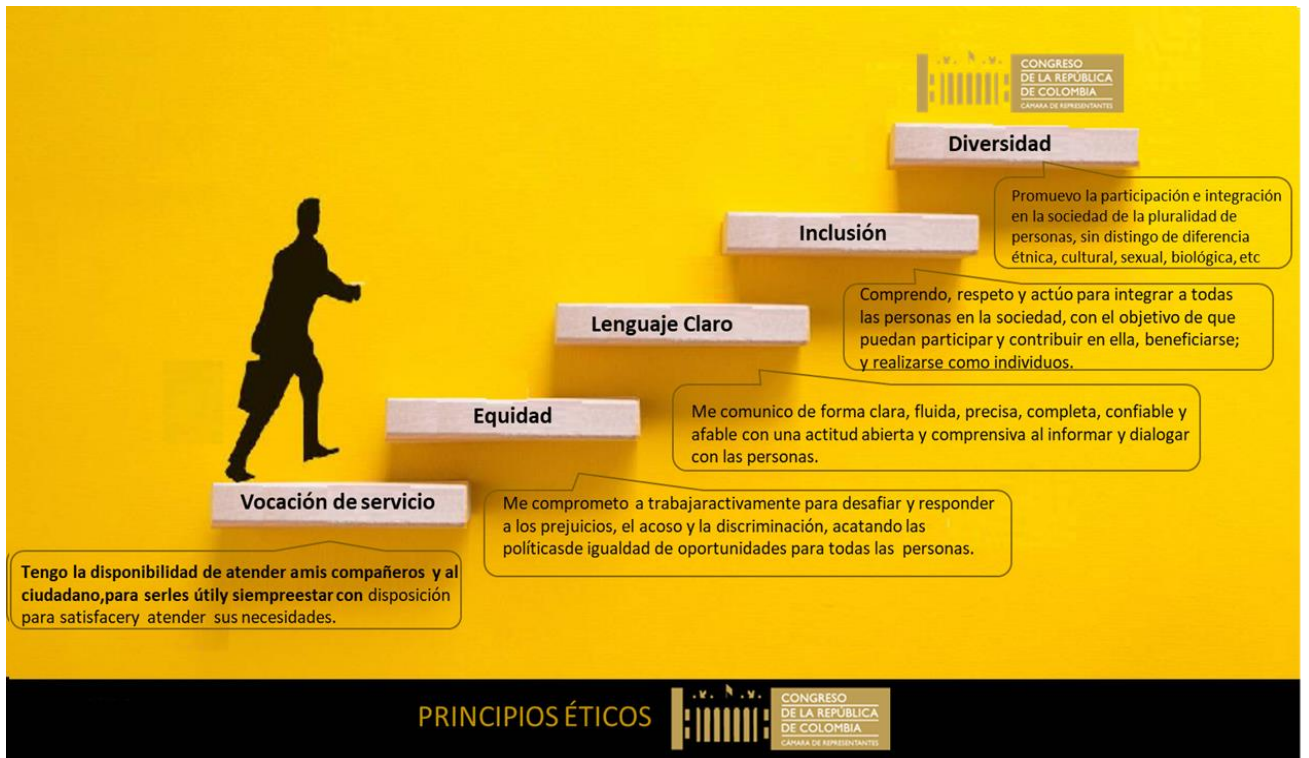 CONGRESO
DE LA REPÚBLICA
DE COLOMBIA
CÁMARA DE REPRESENTANTES
Diversidad
Promuevo la participación e integración
en la sociedad de la pluralidad de
personas, sin distingo de diferencia
étnica, cultural, sexual, biológica, etc
Inclusión
Comprendo, respeto y actúo para integrar a todas
las personas en la sociedad, con el objetivo de que
puedan participar y contribuir en ella, beneficiarse;
y realizarse como individuos.
Lenguaje Claro
Me comunico de forma clara, fluida, precisa, completa, confiable y
afable con una actitud abierta y comprensiva al informar y dialogar
con las personas.
Equidad
Me comprometo a trabajaractivamente para desafiar y responder
a los prejuicios, el acoso y la discriminación, acatando las
políticasde igualdad de oportunidades para todas las personas.
Vocación de servicio
Tengo la disponibilidad de atender amis compañeros y al
ciudadano,para serles útily siempreestar con disposición
para satisfacery atender sus necesidades.
PRINCIPIOS ÉTICOS
CONGRESO
DE LA REPÚBLICA
DE COLOMBIA
CÁMARA DE REPRESENTANTES